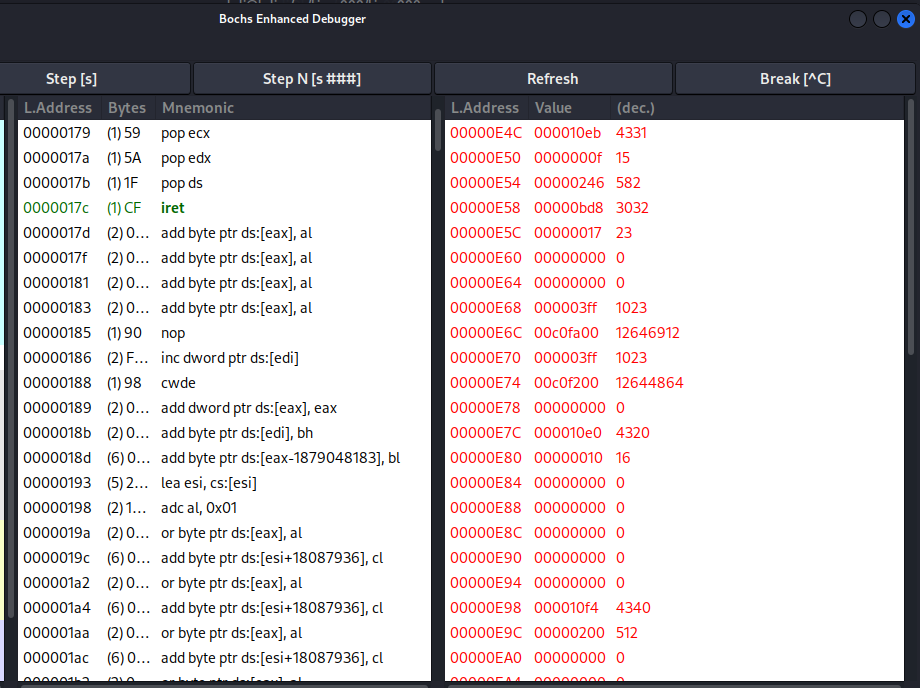 Bochs Enhanced Debugger
Step [s] Step N [s ###] Refresh Break [^C]
L.Address Bytes Mnemonic L.Address Value (dec.)
00000179 (1) 59 pop ecx 00000E4C 000010eb 4331
0000017a (1) 5A pop edx 00000E50 0000000f 15
0000017b (1) 1F pop ds 00000E54 00000246 582
0000017c (1) CF iret 00000E58 00000bd8 3032
0000017d (2) 0... add byte ptr ds:[eax], al 00000E5C 00000017 23
0000017f (2) 0... add byte ptr ds:[eax], al 00000E60 00000000 0
00000181 (2) 0... add byte ptr ds:[eax], al 00000E64 00000000 0
00000183 (2) 0... add byte ptr ds:[eax], al 00000E68 000003ff 1023
00000185 (1) 90 nop 00000E6C 00c0fa00 12646912
00000186 (2) F... inc dword ptr ds:[edi] 00000E70 000003ff 1023
00000188 (1) 98 cwde 00000E74 00c0f200 12644864
00000189 (2) 0... add dword ptr ds:[eax], eax 00000E78 00000000 0
0000018b (2) 0... add byte ptr ds:[edi], bh 00000E7C 000010e0 4320
0000018d (6) 0... add byte ptr ds:[eax-1879048183], bl 00000E80 00000010 16
00000193 (5) 2... lea esi, cs:[esi] 00000E84 00000000 0
00000198 (2) 1... adc al, 0x01 00000E88 00000000 0
0000019a (2) 0... or byte ptr ds:[eax], al 00000E8C 00000000 0
0000019c (6) 0... add byte ptr ds:[esi+18087936], cl 00000E90 00000000 0
000001a2 (2) 0... or byte ptr ds:[eax], al 00000E94 00000000 0
000001a4 (6) 0... add byte ptr ds:[esi+18087936], cl 00000E98 000010f4 4340
000001aa (2) 0... or byte ptr ds:[eax], al 00000E9C 00000200 512
000001ac (6) 0... add byte ptr ds:[esi+18087936], cl 00000EA0 00000000 0